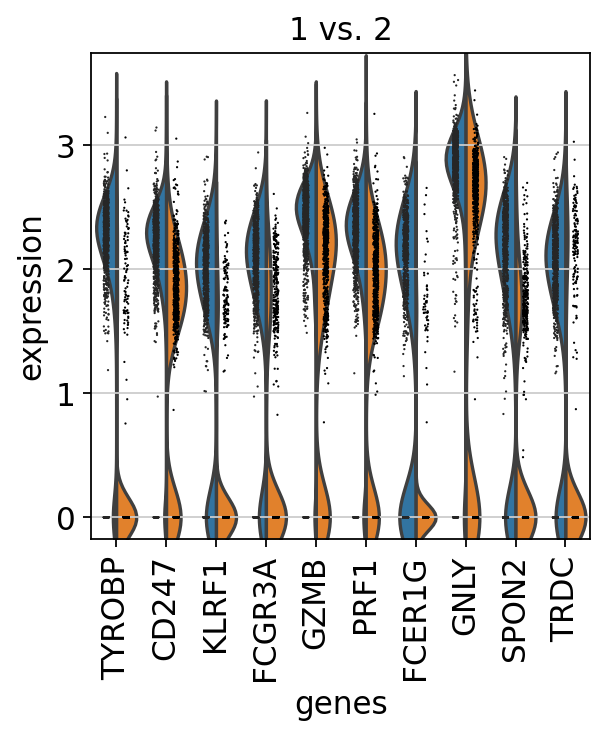 1 vs. 2
expression
3
2
1
0
TYROBP
CD247
KLRF1
FCGR3A
GZMB
PRF1
FCER1G
GNLY
SPON2
TRDC
genes